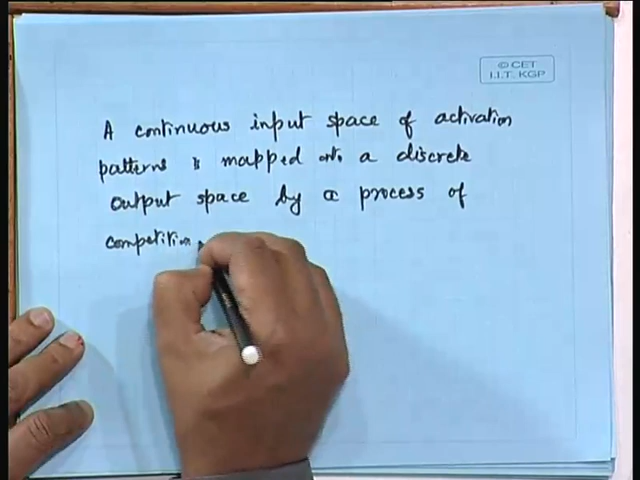 © CET
I.I.T. KGP
A continuous input space of activation
patterns is mapped onto a discrete
output space by a process of
competition